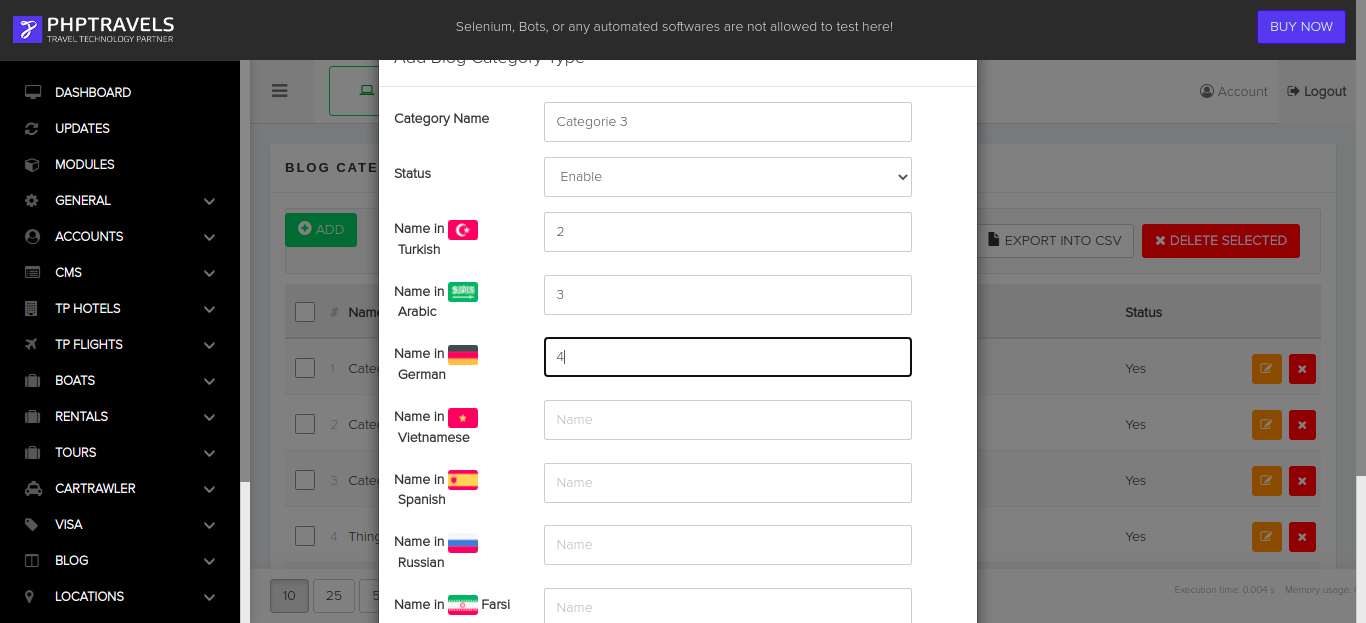 PHPTRAVELS
TRAVEL TECHNOLOGY PARTNER
Selenium, Bots, or any automated softwares are not allowed to test here!
BUY NOW
DASHBOARD
UPDATES
MODULES
GENERAL
ACCOUNTS
CMS
TP HOTELS
TP FLIGHTS
BOATS
RENTALS
TOURS
CARTRAWLER
VISA
BLOG
LOCATIONS
Account
Logout
BLOG CATE
ADD
EXPORT INTO CSV
DELETE SELECTED
# Name Status
1 Cate Yes
2 Cate Yes
3 Cate Yes
4 Thing Yes
10 25 5
Execution time: 0.004 s Memory usage:
Add Blog Category Type
Category Name
Categorie 3
Status
Enable
Name in
Turkish
2
Name in
Arabic
3
Name in
German
4
Name in
Vietnamese
Name
Name in
Spanish
Name
Name in
Russian
Name
Name in Farsi
Name